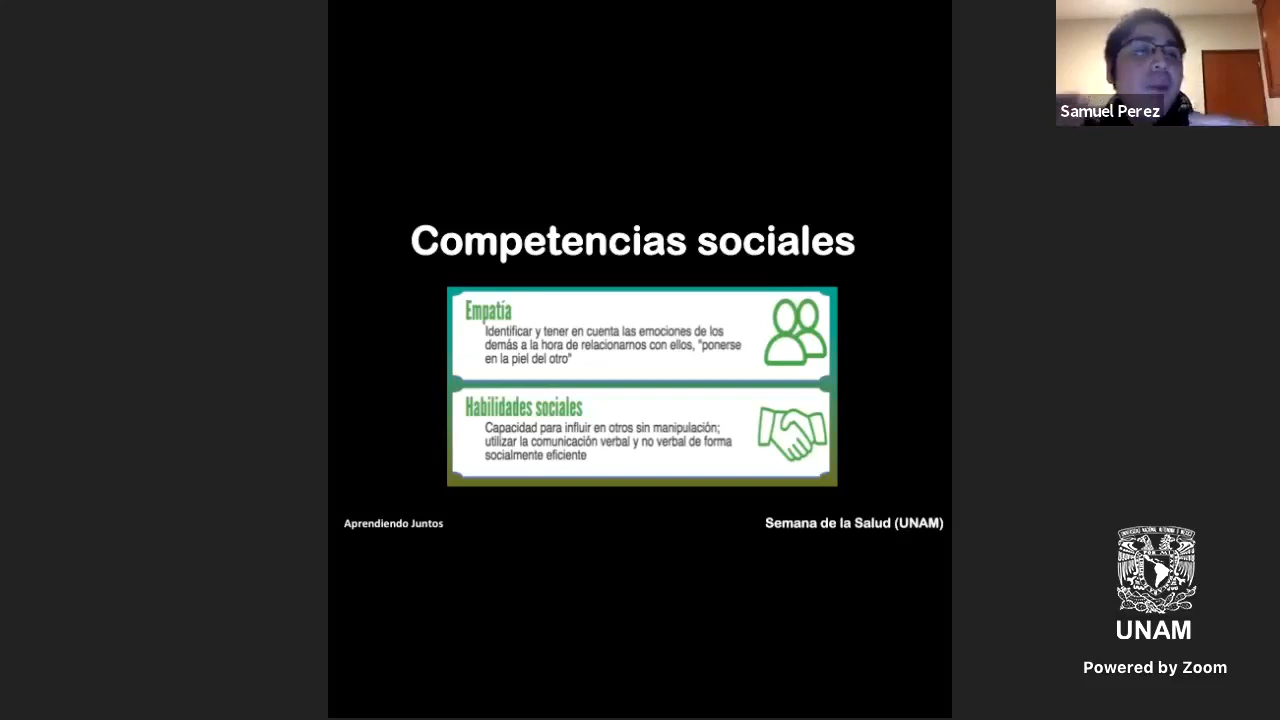 Samuel Perez
Competencias sociales
Empatía
Identificar y tener en cuenta las emociones de los
demás a la hora de relacionarnos con ellos, "ponerse
en la piel del otro"
Habilidades sociales
Capacidad para influir en otros sin manipulación;
utilizar la comunicación verbal y no verbal de forma
socialmente eficiente
Aprendiendo Juntos
Semana de la Salud (UNAM)
UNAM
Powered by Zoom